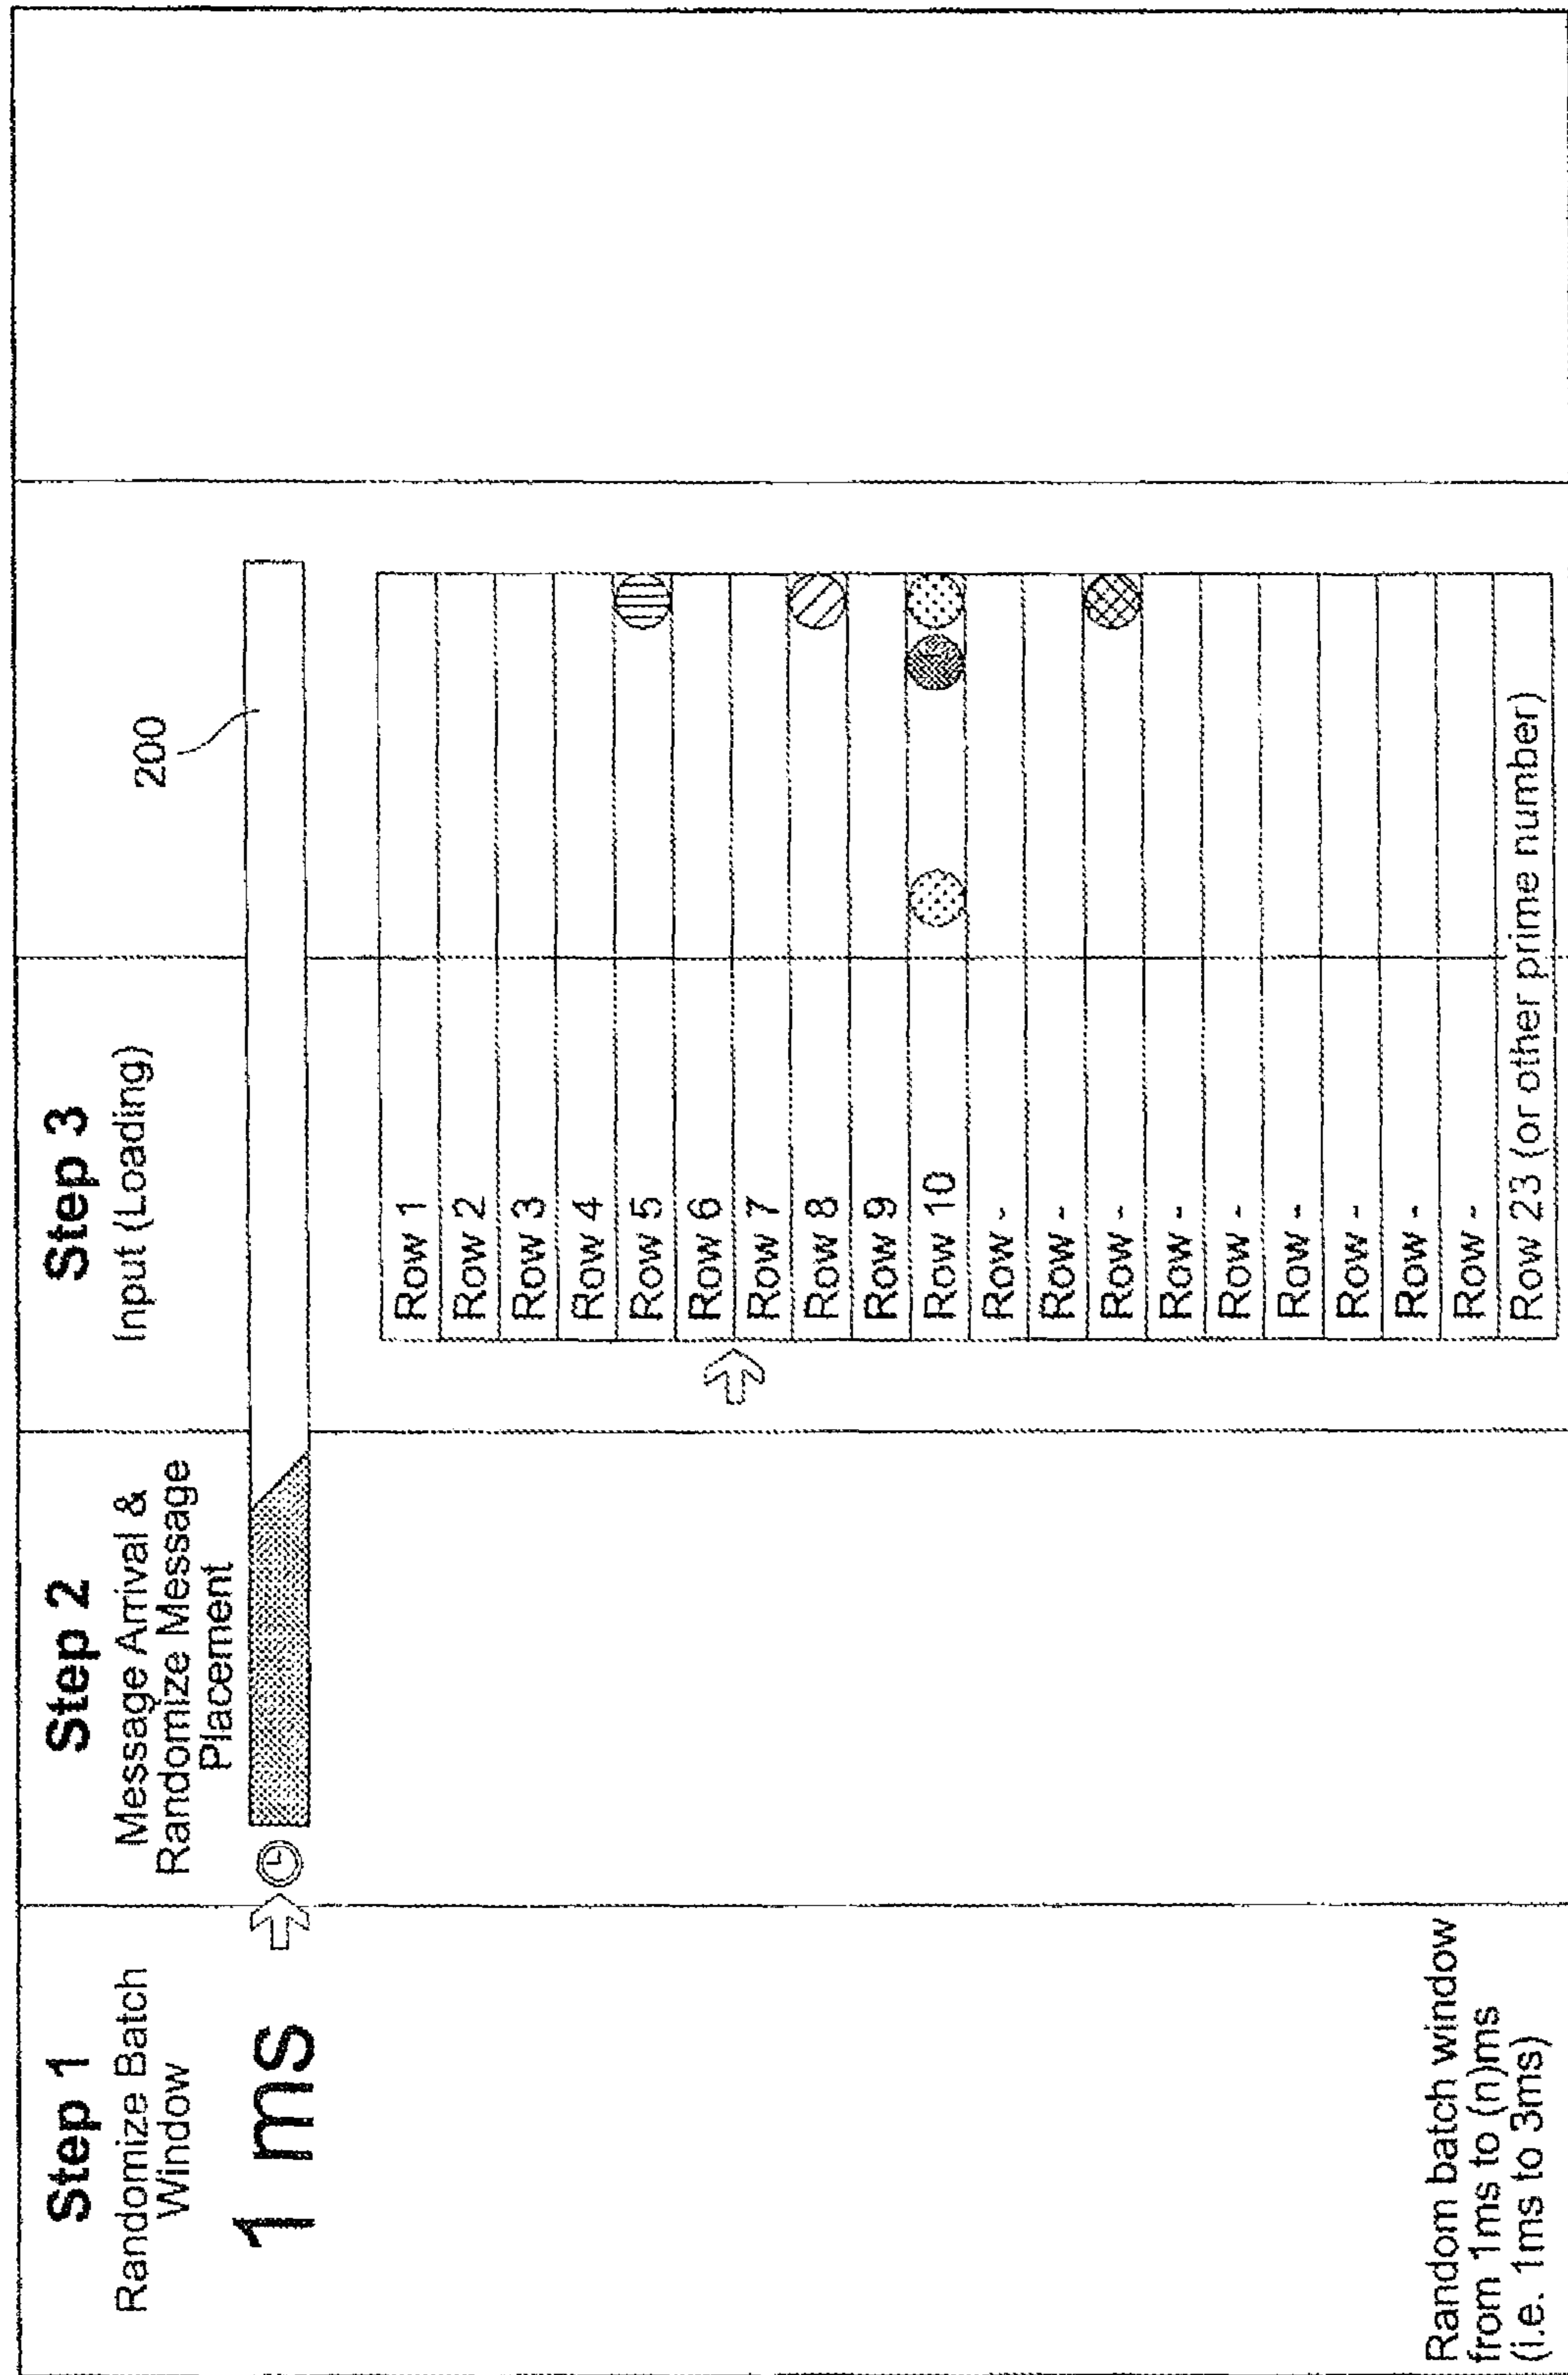 Step 1
Randomize Batch
Window
1 ms
Random batch window
from 1ms to (n)ms
(i.e. 1ms to 3ms)
Step 2
Message Arrival &
Randomize Message
Placement
Step 3
Input (Loading)
200
Row 1
Row 2
Row 3
Row 4
Row 5
Row 6
Row 7
Row 8
Row 9
Row 10
Row -
Row -
Row -
Row -
Row -
Row -
Row -
Row -
Row -
Row 23 (or other prime number)